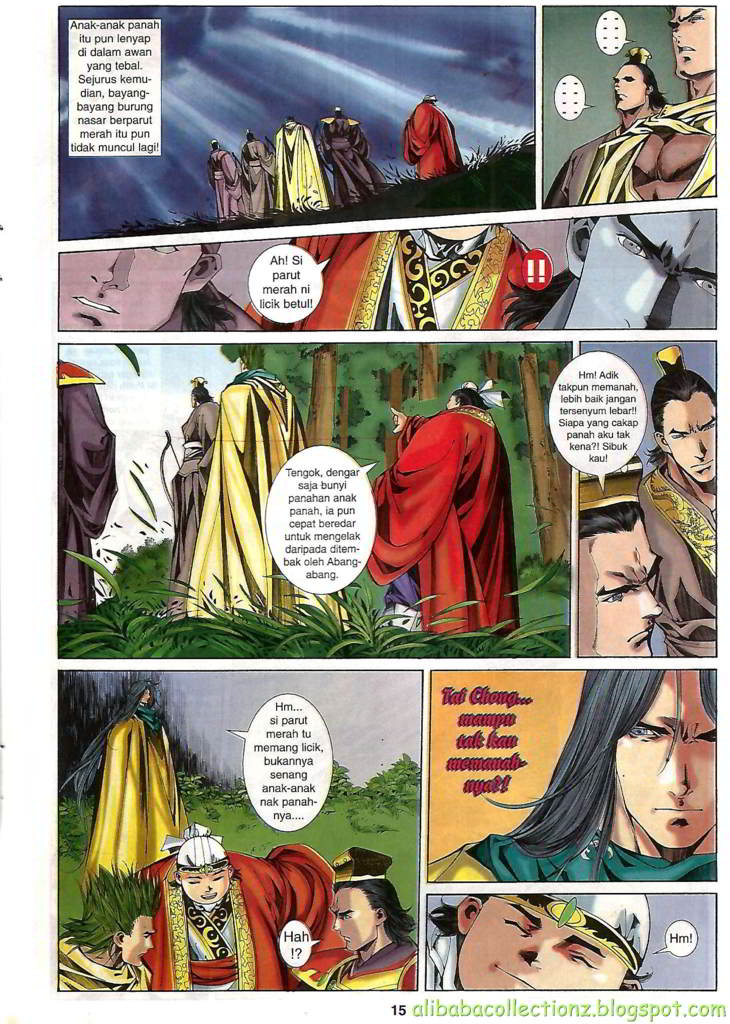 Anak-anak panah
itu pun lenyap
di dalam awan
yang tebal.
Sejurus kemu-
dian, bayang-
bayang burung
nasar berparut
merah itu pun
tidak muncul lagi!
Ah! Si
parut
merah ni
licik betul!
!!
Tengok, dengar
saja bunyi
panahan anak
panah, ia pun
cepat beredar
untuk mengelak
daripada ditem-
bak oleh Abang-
abang.
Hm! Adik
takpun memanah,
lebih baik jangan
tersenyum lebar!!
Siapa yang cakap
panah aku tak
kena?! Sibuk
kau!
Hm...
si parut
merah tu
memang licik,
bukannya
senang
anak-anak
nak panah-
nya....
Hah
!?
Tai Chong...
mampu
tak kau
memanah-
nya?!
Hm!
15 alibabacollectionz.blogspot.com